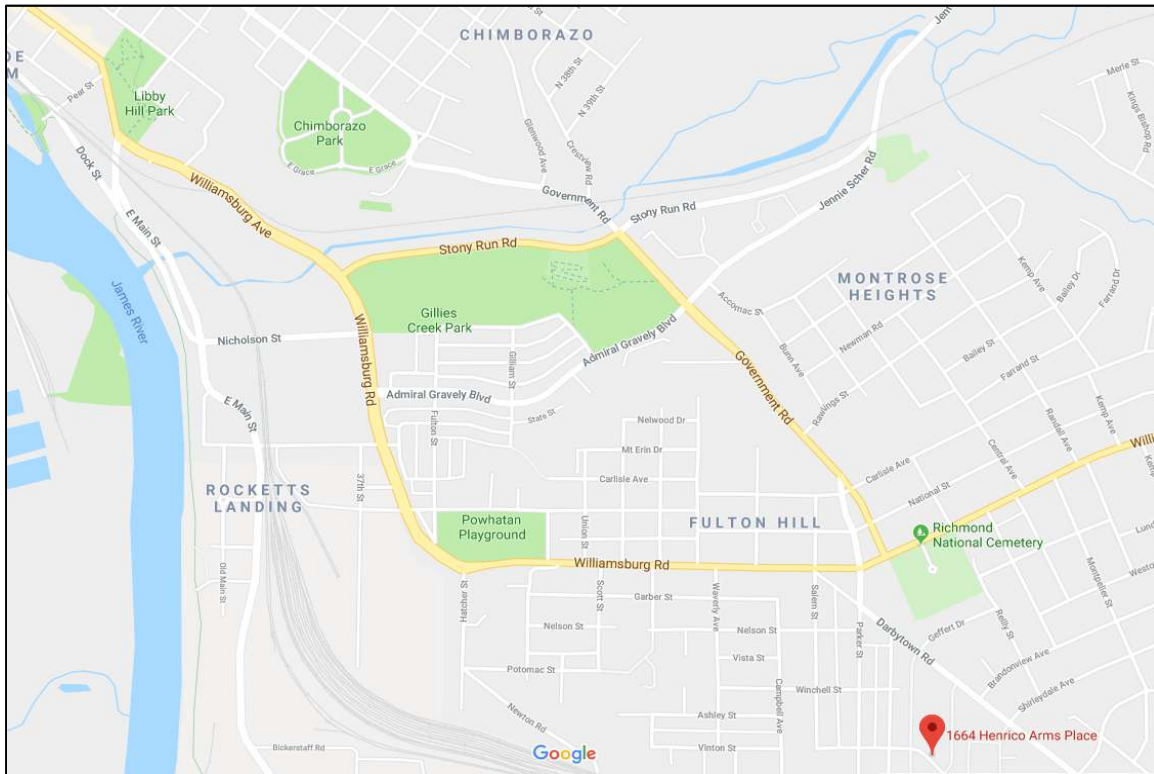 DE
M
Pear St
Libby
Hill Park
CHIMBORAZO
N 38th St
N 39th St
Glenwood Ave
Crestview Rd
Chimborazo
Park
E Grace
E Grace
Government Rd
Stony Run Rd
Jennie Scher Rd
Merle St
Kings Bishop Rd
Dock St
E Main St
Williamsburg Ave
Stony Run Rd
James River
Gillies
Creek Park
Nicholson St
Williamsburg Rd
Gilliam St
Admiral Gravely Blvd
Admiral Gravely Blvd
Fulton St
State St
MONTROSE
HEIGHTS
Accomac St
Bunn Ave
Newman Rd
Rawlings St
Kemp Ave
Bailey Dr
Farrand Dr
Bailey St
Farrand St
Randall Ave
Kemp Ave
Central Ave
Government Rd
E Main St
ROCKETTS
LANDING
37th St
Nelwood Dr
Mt Erin Dr
Carlisle Ave
Carlisle Ave
National St
Powhatan
Playground
Union St
FULTON HILL
Richmond
National Cemetery
Williamsburg Rd
Old Main St
Hatcher St
Scott St
Garber St
Waverly Ave
Salem St
Parker St
Darbytown Rd
Geffert Dr
Reilly St
Montpelier St
Nelson St
Nelson St
Potomac St
Vista St
Campbell Ave
Winchell St
Brandonview Ave
Shirleydale Ave
Newton Rd
Ashley St
Vinton St
Bickerstaff Rd
Google
1664 Henrico Arms Place